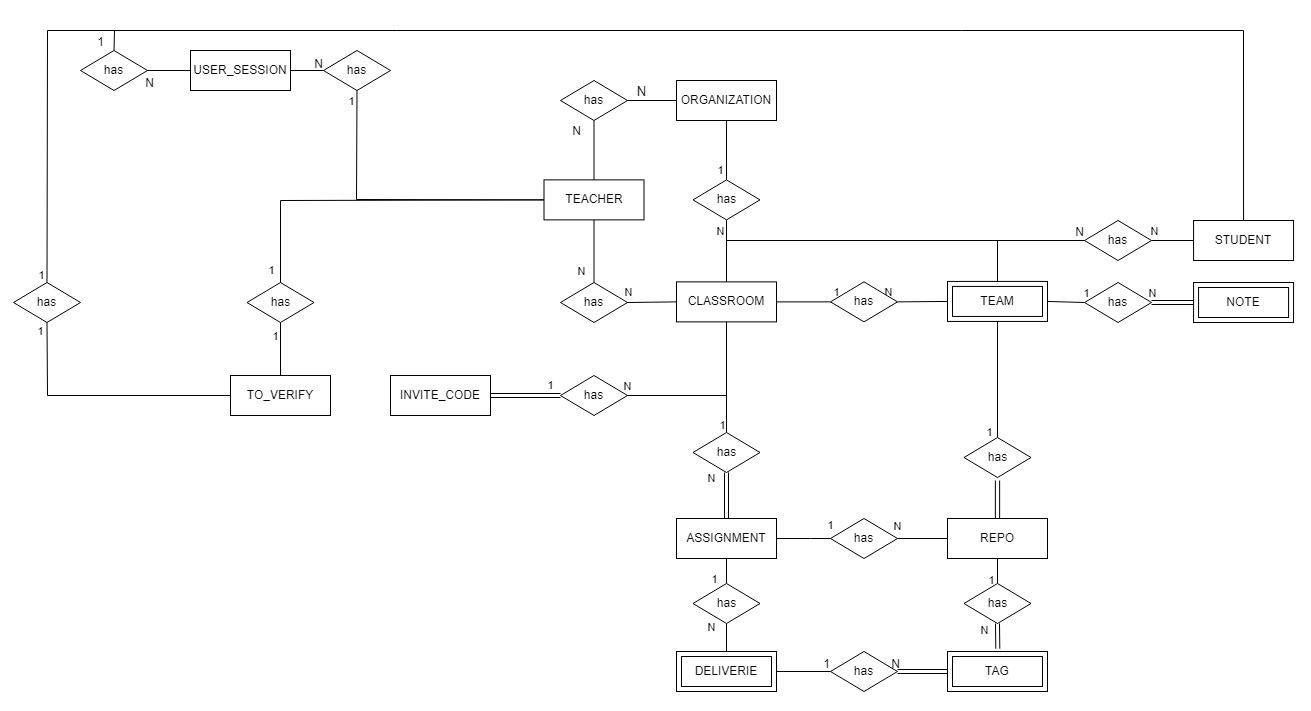 1
has
N
USER_SESSION
N
has
1
has
N
N
ORGANIZATION
1
has
N
TEACHER
N
has
N
STUDENT
1
has
1
1
has
1
N
has
N
CLASSROOM
1
has
N
TEAM
1
has
N
NOTE
TO_VERIFY
INVITE_CODE
1
has
N
1
has
N
1
has
ASSIGNMENT
1
has
N
REPO
1
has
N
1
has
N
DELIVERIE
1
has
N
TAG